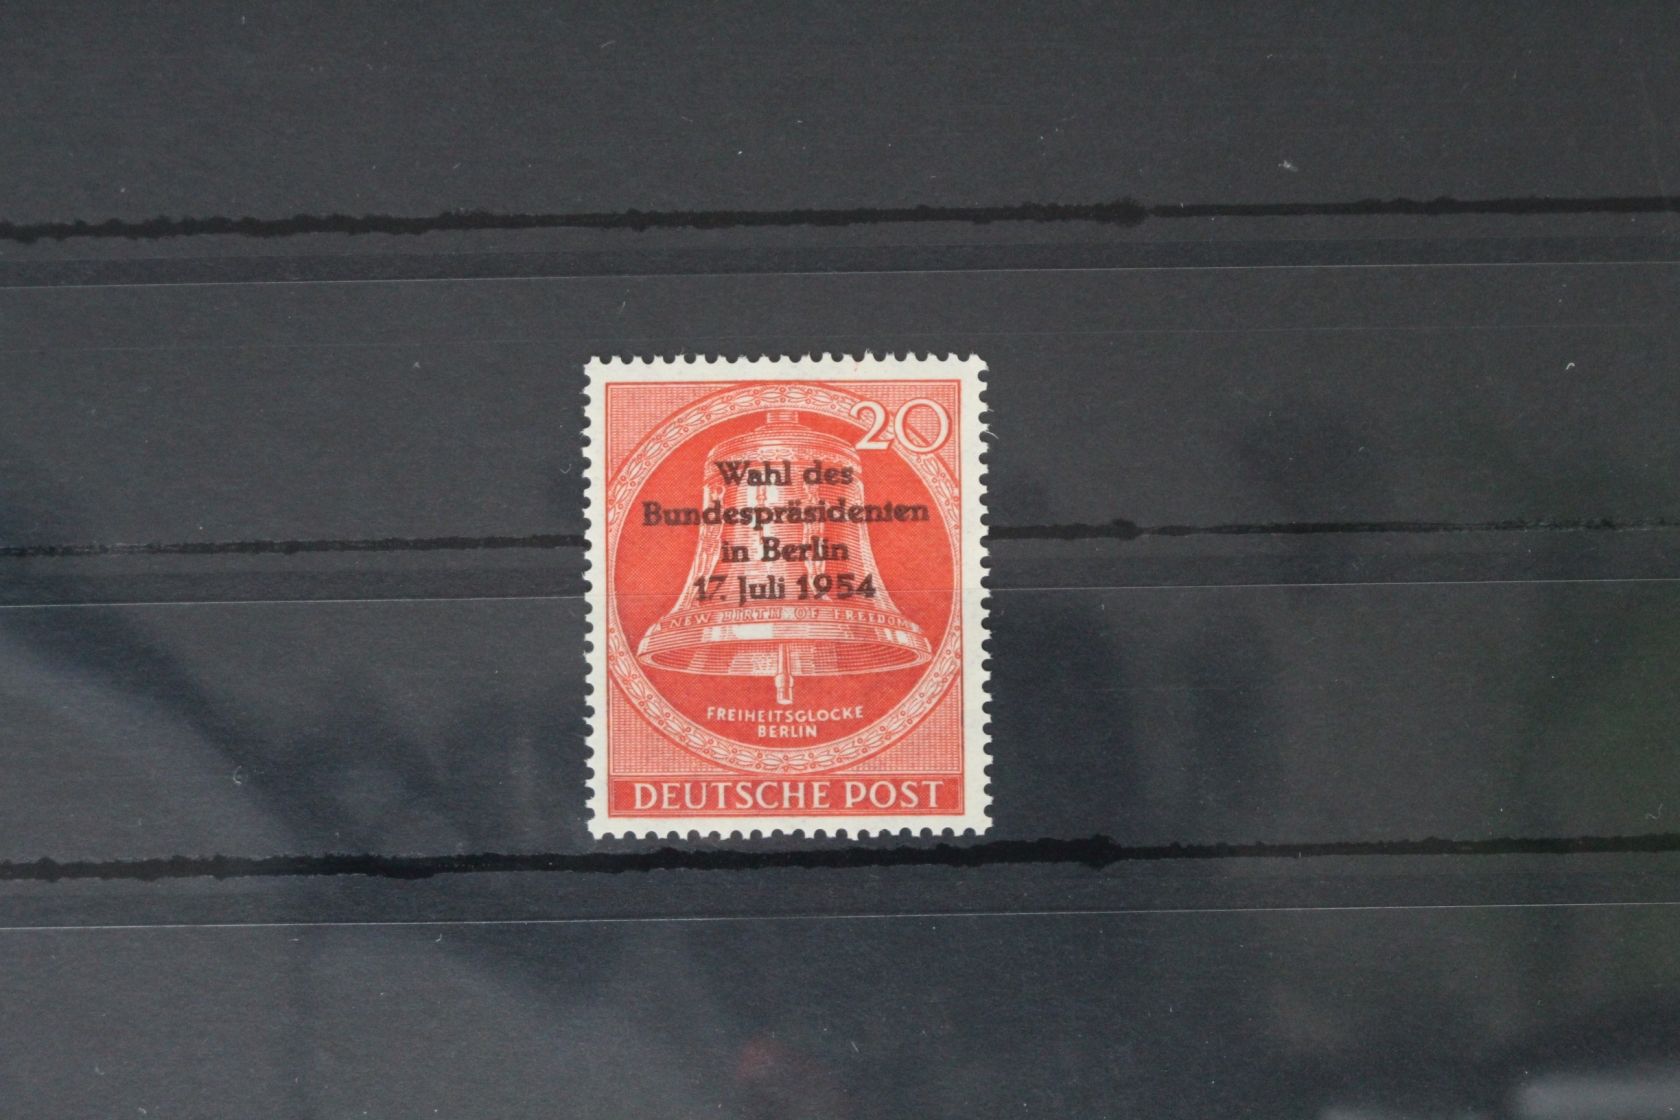 20
Wahl des
Bundespräsidenten
in Berlin
17. Juli 1954
NEW BIRTH OF FREEDOM
FREIHEITSGLOCKE
BERLIN
DEUTSCHE POST